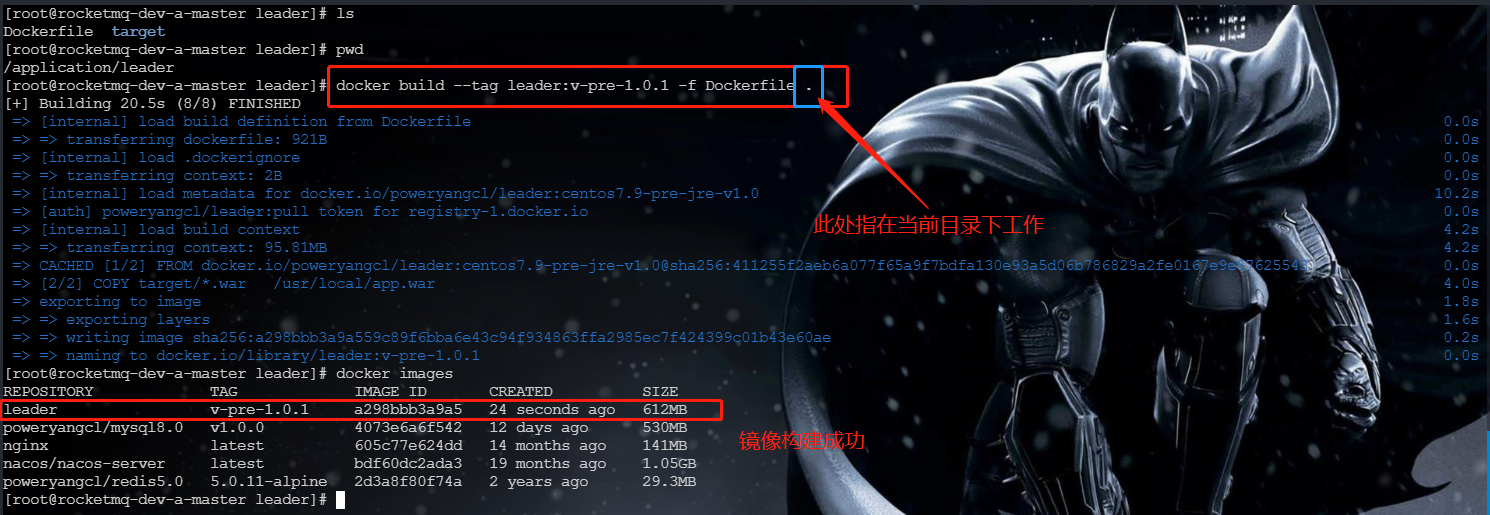 [root@rocketmq-dev-a-master leader]# ls
Dockerfile  target
[root@rocketmq-dev-a-master leader]# pwd
/application/leader
[root@rocketmq-dev-a-master leader]# docker build --tag leader:v-pre-1.0.1 -f Dockerfile .
[+] Building 20.5s (8/8) FINISHED
=> [internal] load build definition from Dockerfile 0.0s
=> => transferring dockerfile: 921B 0.0s
=> [internal] load .dockerignore 0.0s
=> => transferring context: 2B 0.0s
=> [internal] load metadata for docker.io/poweryangcl/leader:centos7.9-pre-jre-v1.0 10.2s
=> [auth] poweryangcl/leader:pull token for registry-1.docker.io 0.0s
此处指在当前目录下工作
=> [internal] load build context 4.2s
=> => transferring context: 95.81MB 4.2s
=> CACHED [1/2] FROM docker.io/poweryangcl/leader:centos7.9-pre-jre-v1.0@sha256:411255f2aeb6a077f65a9f7bdfa130e93a5d06b786829a2fe0167e9e 0.0s
=> [2/2] COPY target/*.war   /usr/local/app.war 4.0s
=> exporting to image 1.8s
=> => exporting layers 1.6s
=> => writing image sha256:a298bbb3a9a559c89f6bba6e43c94f934863ffa2985ec7f424399c01b43e60ae 0.2s
=> => naming to docker.io/library/leader:v-pre-1.0.1 0.0s
[root@rocketmq-dev-a-master leader]# docker images
REPOSITORY TAG IMAGE ID CREATED SIZE
leader v-pre-1.0.1 a298bbb3a9a5 24 seconds ago 612MB
poweryangcl/mysql8.0 v1.0.0 4073e6a6f542 12 days ago 530MB
镜像构建成功
nginx latest 605c77e624dd 14 months ago 141MB
nacos/nacos-server latest bdf60dc2ada3 19 months ago 1.05GB
poweryangcl/redis5.0 5.0.11-alpine 2d3a8f80f74a 2 years ago 29.3MB
[root@rocketmq-dev-a-master leader]#